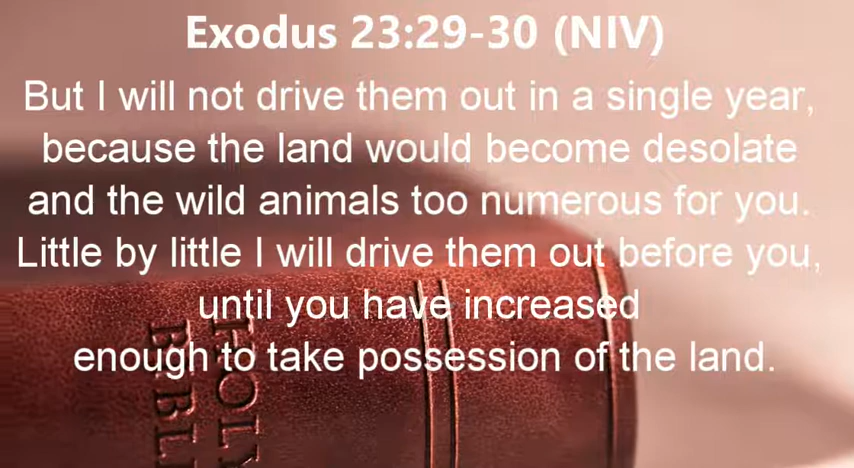 Exodus 23:29-30 (NIV)
But I will not drive them out in a single year,
because the land would become desolate
and the wild animals too numerous for you.
Little by little I will drive them out before you,
until you have increased
enough to take possession of the land.
HOLY
BIBL